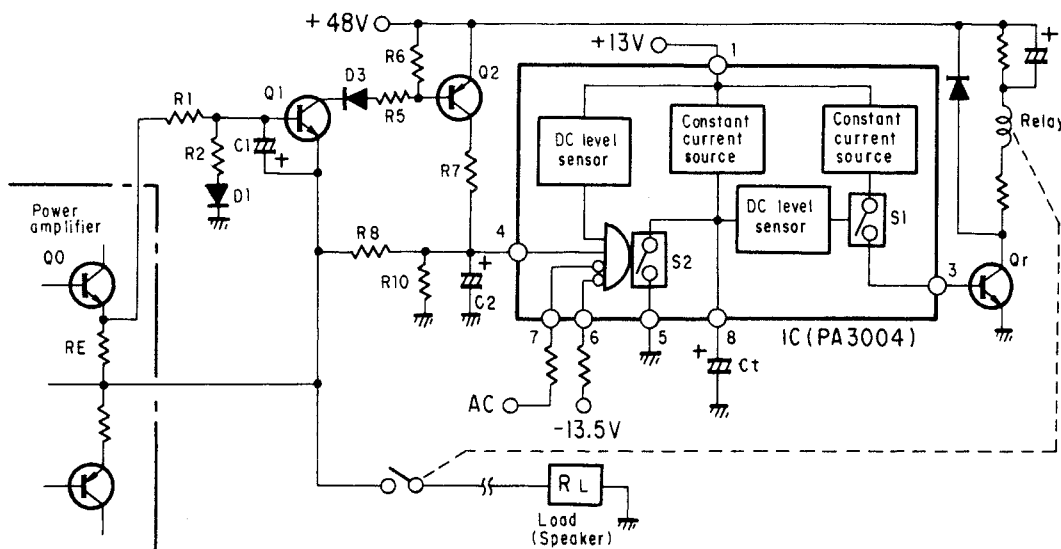 +48V
+13V
1
R6
Q2
D3
Q1
R1
R5
R2
C1
+
D1
R7
DC level
sensor
Constant
current
source
Constant
current
source
+
Relay
Power
amplifier
Q0
R8
4
+
R10
C2
S2
DC level
sensor
S1
3
Qr
RE
7
6
5
8
IC(PA3004)
+
Ct
AC
-13.5V
RL
Load
(Speaker)